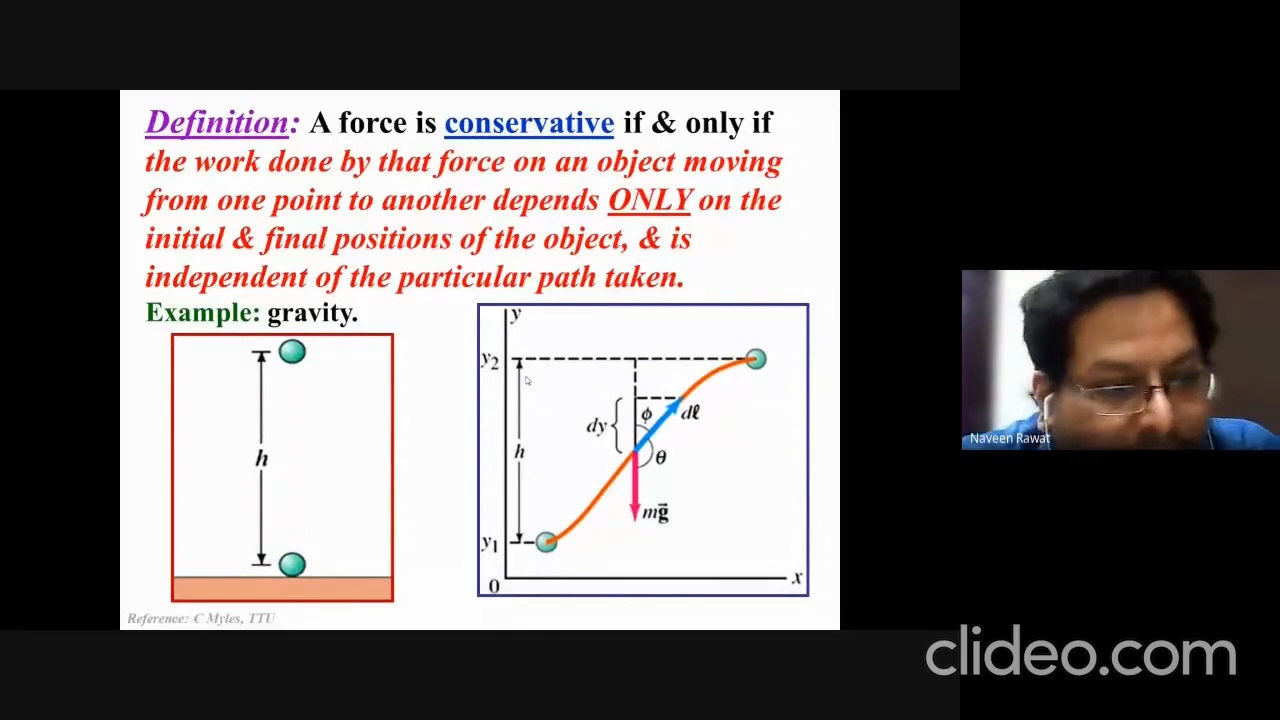 Definition: A force is conservative if & only if
the work done by that force on an object moving
from one point to another depends ONLY on the
initial & final positions of the object, & is
independent of the particular path taken.
Example: gravity.
h
y
y2
dy
ϕ
dℓ
h
θ
mg⃗
y1
0
x
Reference: C Myles, TTU
Naveen Rawat
clideo.com